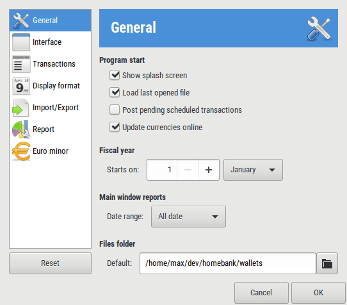 General
Interface
Transactions
Display format
Import/Export
Report
Euro minor
Reset
General
Program start
Show splash screen
Load last opened file
Post pending scheduled transactions
Update currencies online
Fiscal year
Starts on: 1 − + January
Main window reports
Date range: All date
Files folder
Default: /home/max/dev/homebank/wallets
Cancel OK